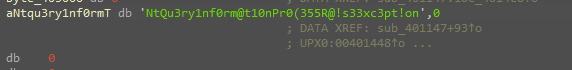 aNtqu3ry1nf0rmT db 'NtQu3ry1nf0rm@t10nPr0(355R@!s33xc3pt!on',0
; DATA XREF: sub_401147+93↑o
; UPX0:00401448↑o ...
db 0